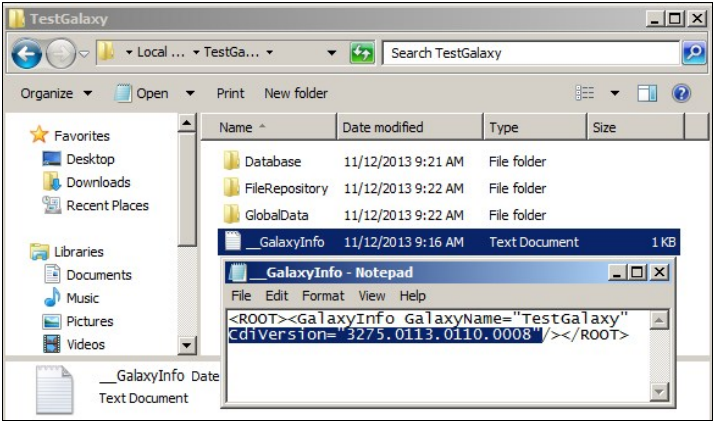 TestGalaxy
Local ... TestGa...
Search TestGalaxy
Organize Open Print New folder
Name Date modified Type Size
Favorites
Desktop
Downloads
Recent Places
Libraries
Documents
Music
Pictures
Videos
Database 11/12/2013 9:21 AM File folder
FileRepository 11/12/2013 9:22 AM File folder
GlobalData 11/12/2013 9:22 AM File folder
__GalaxyInfo 11/12/2013 9:16 AM Text Document 1 KB
__GalaxyInfo - Notepad
File Edit Format View Help
<ROOT><GalaxyInfo GalaxyName="TestGalaxy"
CdiVersion="3275.0113.0110.0008"/></ROOT>
__GalaxyInfo Date
Text Document